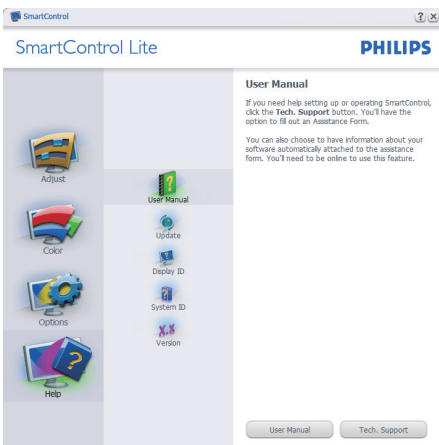 SmartControl
SmartControl Lite
PHILIPS
Adjust
Color
Options
Help
User Manual
Update
Display ID
System ID
Version
User Manual
If you need help setting up or operating SmartControl,
click the Tech. Support button. You'll have the
option to fill out an Assistance Form.
You can also choose to have information about your
software automatically attached to the assistance
form. You'll need to be online to use this feature.
User Manual
Tech. Support